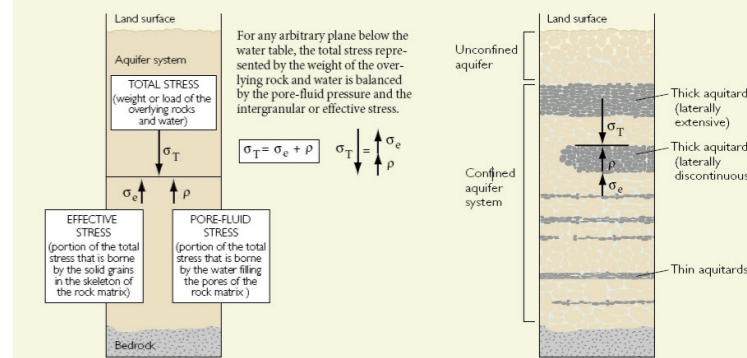 Land surface
Aquifer system
TOTAL STRESS
(weight or load of the
overlying rocks
and water)
σT
σe
ρ
EFFECTIVE
STRESS
(portion of the total
stress that is borne
by the solid grains
in the skeleton of
the rock matrix)
PORE-FLUID
STRESS
(portion of the total
stress that is borne
by the water filling
the pores of the
rock matrix )
Bedrock
For any arbitrary plane below the
water table, the total stress repre-
sented by the weight of the over-
lying rock and water is balanced
by the pore-fluid pressure and the
intergranular or effective stress.
σT = σe + ρ
σT = σe
ρ
Land surface
Unconfined
aquifer
Confined
aquifer
system
Thick aquitard
(laterally
extensive)
σT
Thick aquitard
(laterally
discontinuous
ρ
σe
Thin aquitards